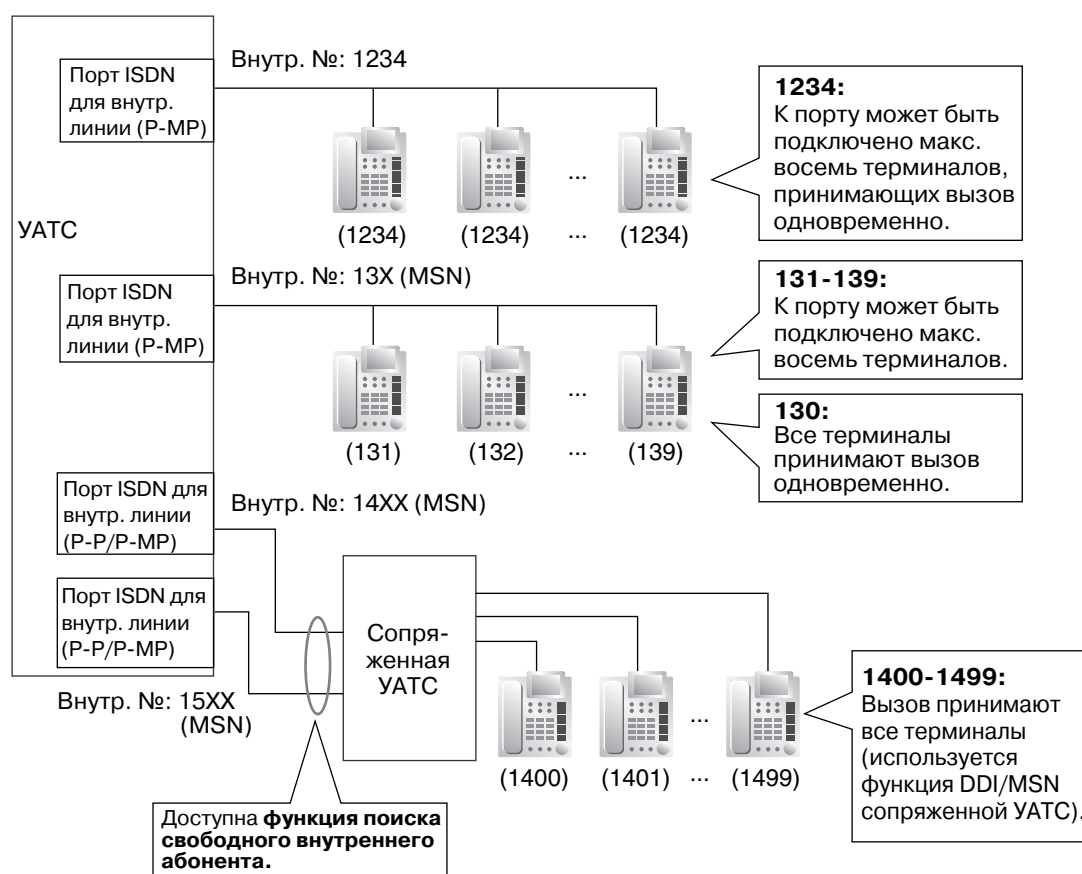 Внутр. №: 1234
Порт ISDN
для внутр.
линии (P-MP)
1234:
К порту может быть
подключено макс.
восемь терминалов,
принимающих вызов
одновременно.
...
(1234) (1234) ... (1234)
УАТС
Внутр. №: 13X (MSN)
Порт ISDN
для внутр.
линии (P-MP)
131-139:
К порту может быть
подключено макс.
восемь терминалов.
...
(131) (132) ... (139)
130:
Все терминалы
принимают вызов
одновременно.
Порт ISDN для
внутр. линии
(P-P/P-MP)
Внутр. №: 14XX (MSN)
Порт ISDN для
внутр. линии
(P-P/P-MP)
Сопря-
женная
УАТС
Внутр. №: 15XX
(MSN)
...
(1400) (1401) ... (1499)
1400-1499:
Вызов принимают
все терминалы
(используется
функция DDI/MSN
сопряженной УАТС).
Доступна функция поиска
свободного внутреннего
абонента.